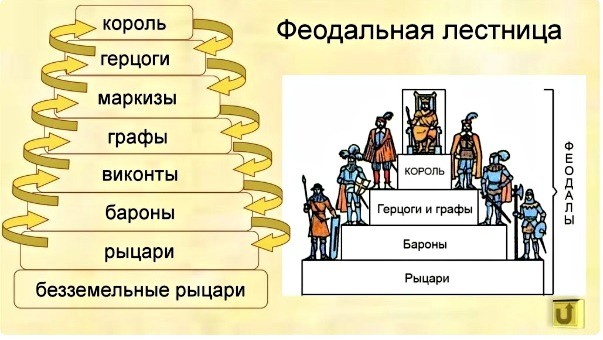 Феодальная лестница
король
герцоги
маркизы
графы
виконты
бароны
рыцари
безземельные рыцари
КОРОЛЬ
Герцоги и графы
Бароны
Рыцари
ФЕОДАЛЫ